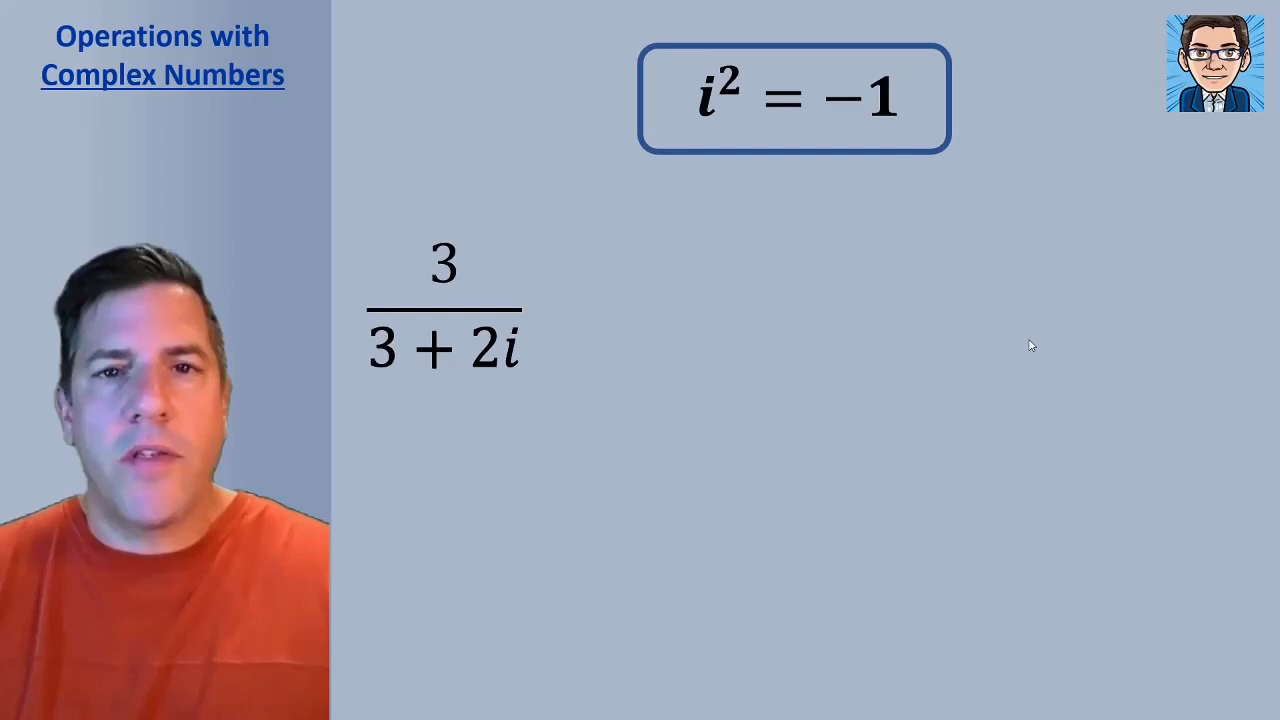 Operations with
Complex Numbers
i² = −1
3
3 + 2i